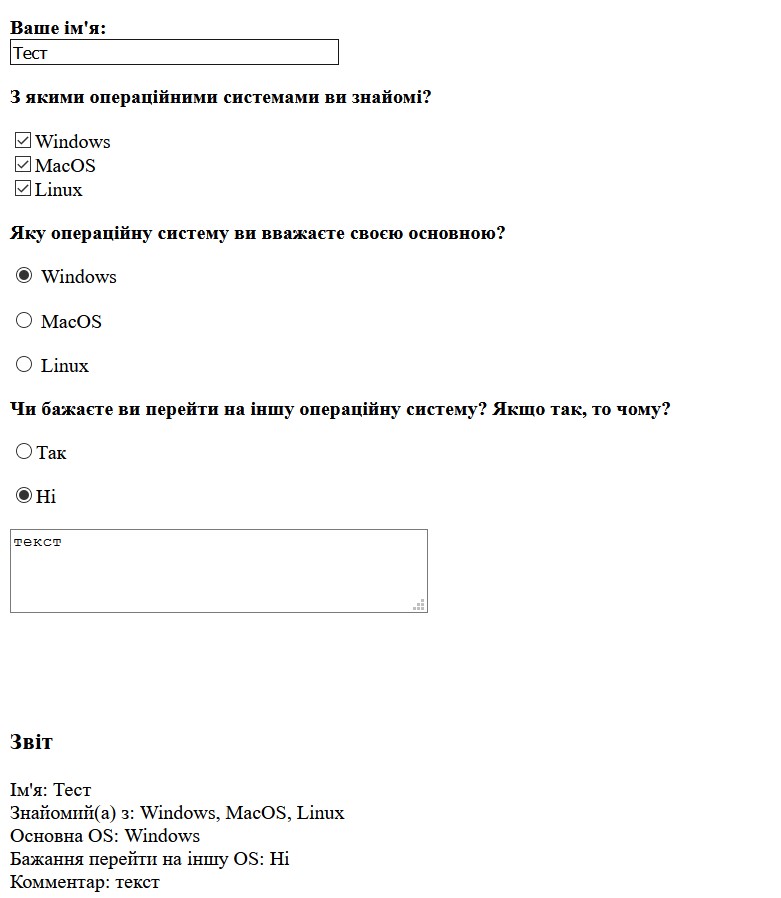 Ваше ім'я:
Тест
З якими операційними системами ви знайомі?
Windows
MacOS
Linux
Яку операційну систему ви вважаєте своєю основною?
Windows
MacOS
Linux
Чи бажаєте ви перейти на іншу операційну систему? Якщо так, то чому?
Так
Ні
текст
Звіт
Ім'я: Тест
Знайомий(а) з: Windows, MacOS, Linux
Основна OS: Windows
Бажання перейти на іншу OS: Ні
Комментар: текст